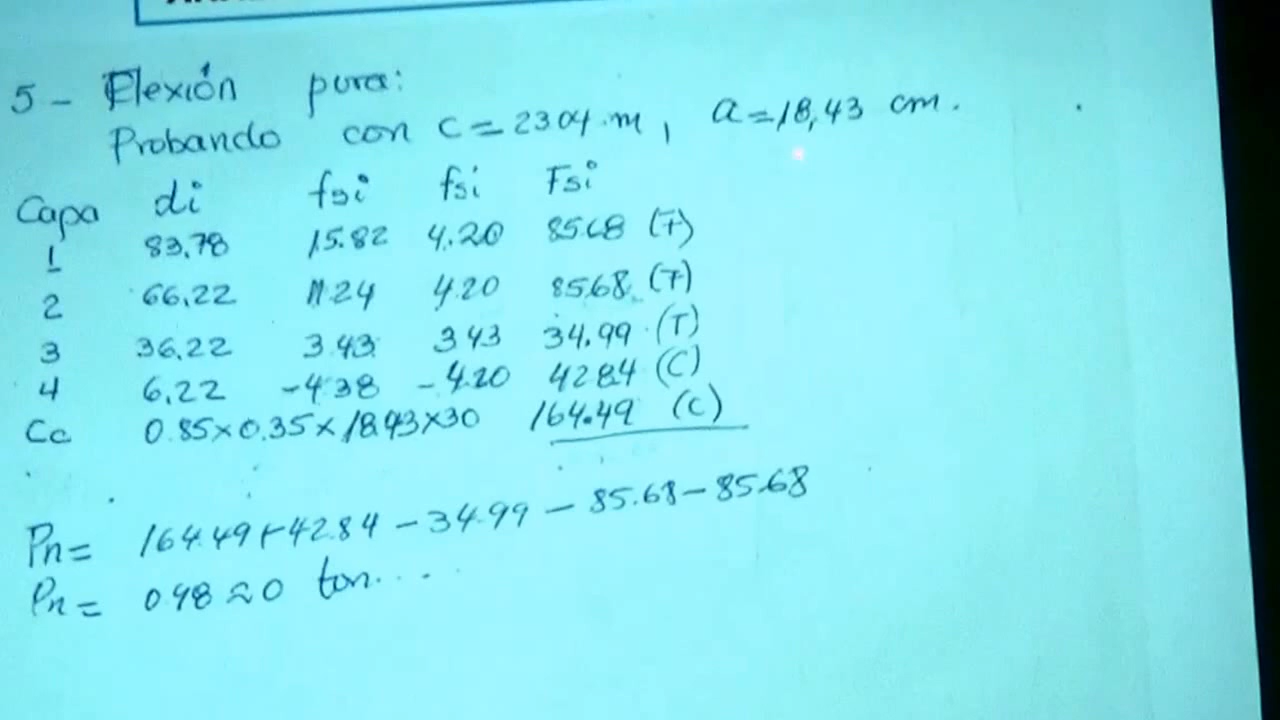 5 - Flexión pura:
Probando con c = 23.04.m, a = 18,43 cm.
Capa di fsi fsi Fsi
1 83,78 15.82 4.20 85.68 (T)
2 66,22 11.24 4.20 85.68 (T)
3 36,22 3.43 3.43 34.99 (T)
4 6,22 -4.38 -4.20 42.84 (C)
Cc 0.85×0.35×18.43×30 164.49 (C)
Pn = 164.49+42.84 - 34.99 - 85.68 - 85.68
Pn = 0.98 ≈ 0 ton...